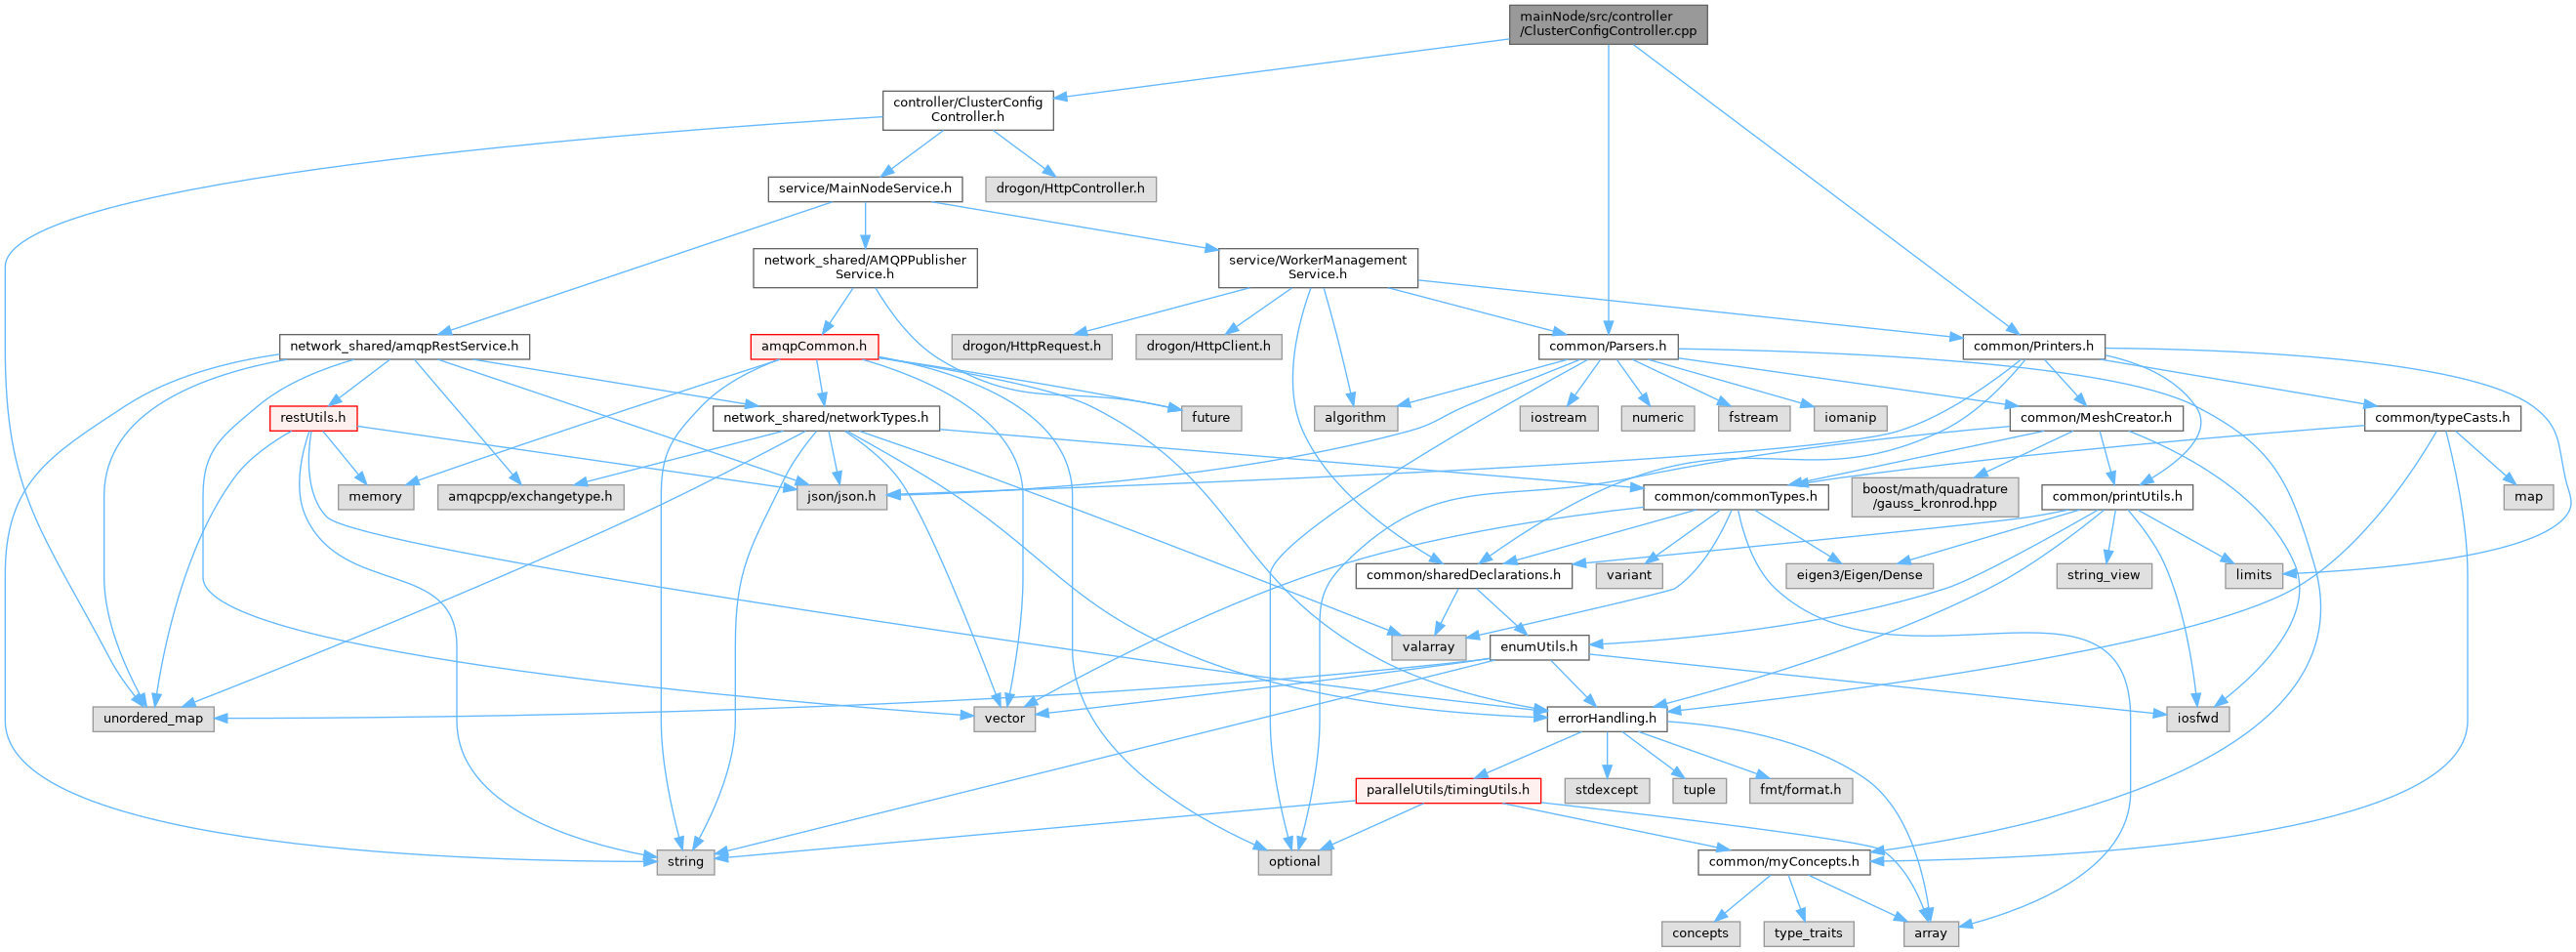 mainNode/src/controller
/ClusterConfigController.cpp
controller/ClusterConfig
Controller.h
service/MainNodeService.h
drogon/HttpController.h
network_shared/AMQPPublisher
Service.h
service/WorkerManagement
Service.h
network_shared/amqpRestService.h
amqpCommon.h
drogon/HttpRequest.h
drogon/HttpClient.h
common/Parsers.h
common/Printers.h
restUtils.h
network_shared/networkTypes.h
future
algorithm
iostream
numeric
fstream
iomanip
common/MeshCreator.h
common/typeCasts.h
memory
amqpcpp/exchangetype.h
json/json.h
common/commonTypes.h
boost/math/quadrature
/gauss_kronrod.hpp
common/printUtils.h
map
common/sharedDeclarations.h
variant
eigen3/Eigen/Dense
string_view
limits
valarray
enumUtils.h
unordered_map
vector
errorHandling.h
iosfwd
parallelUtils/timingUtils.h
stdexcept
tuple
fmt/format.h
string
optional
common/myConcepts.h
concepts
type_traits
array